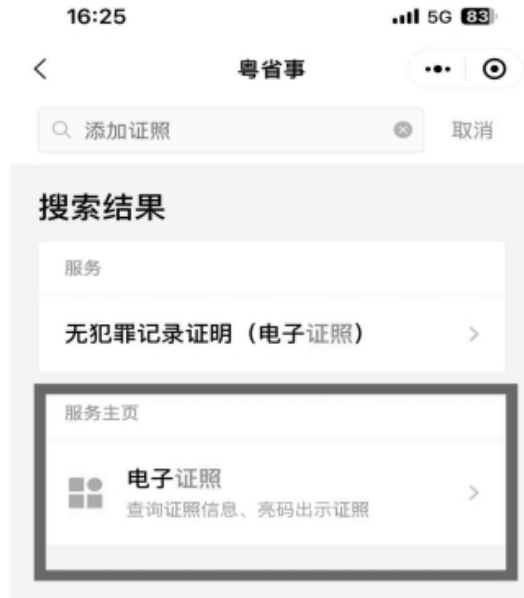 16:25
5G 83
粤省事
添加证照
取消
搜索结果
服务
无犯罪记录证明（电子证照）
服务主页
电子证照
查询证照信息、亮码出示证照